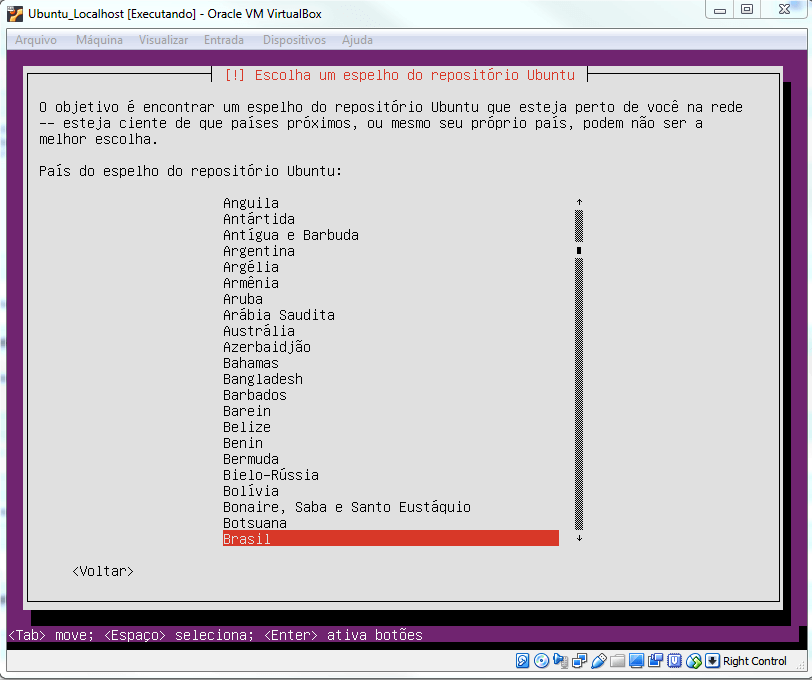 Ubuntu_Localhost [Executando] - Oracle VM VirtualBox
Arquivo Máquina Visualizar Entrada Dispositivos Ajuda
[!] Escolha um espelho do repositório Ubuntu
O objetivo é encontrar um espelho do repositório Ubuntu que esteja perto de você na rede
-- esteja ciente de que países próximos, ou mesmo seu próprio país, podem não ser a
melhor escolha.
País do espelho do repositório Ubuntu:
Anguila
Antártida
Antígua e Barbuda
Argentina
Argélia
Armênia
Aruba
Arábia Saudita
Austrália
Azerbaidjão
Bahamas
Bangladesh
Barbados
Barein
Belize
Benin
Bermuda
Bielo-Rússia
Bolívia
Bonaire, Saba e Santo Eustáquio
Botsuana
Brasil
<Voltar>
<Tab> move; <Espaço> seleciona; <Enter> ativa botões
Right Control